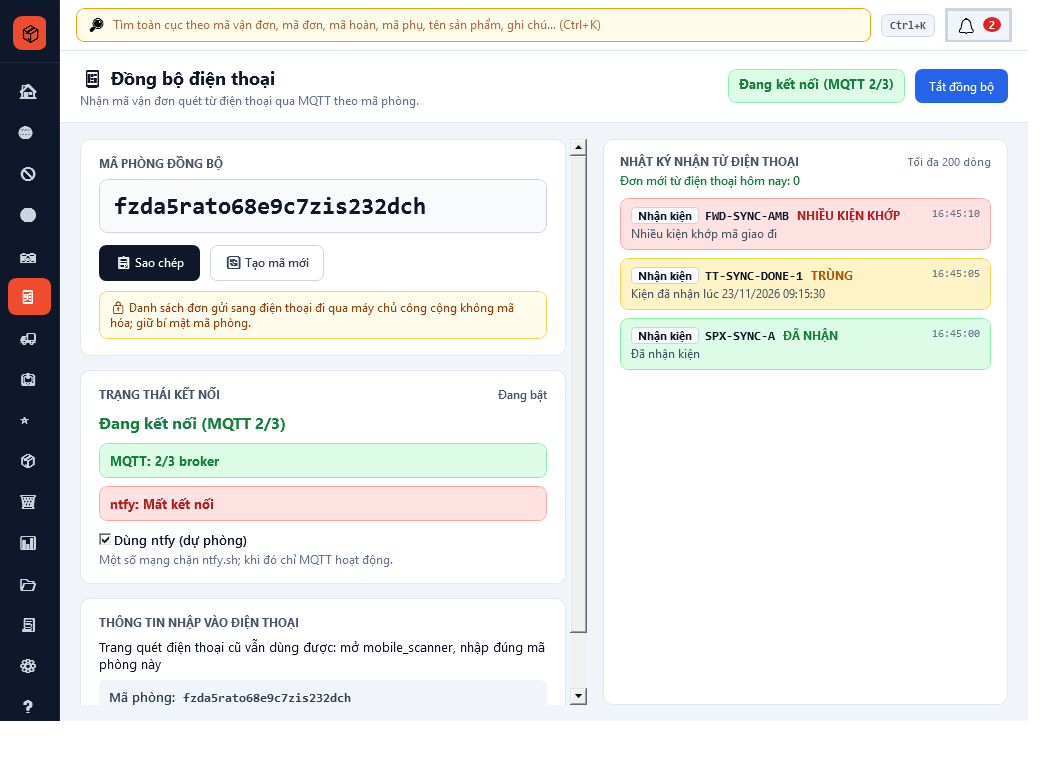 Tìm toàn cục theo mã vận đơn, mã đơn, mã hoàn, mã phụ, tên sản phẩm, ghi chú... (Ctrl+K)
Ctrl+K
2
Đồng bộ điện thoại
Nhận mã vận đơn quét từ điện thoại qua MQTT theo mã phòng.
Đang kết nối (MQTT 2/3)
Tắt đồng bộ
MÃ PHÒNG ĐỒNG BỘ
fzda5rato68e9c7zis232dch
Sao chép
Tạo mã mới
Danh sách đơn gửi sang điện thoại đi qua máy chủ công cộng không mã
hóa; giữ bí mật mã phòng.
TRẠNG THÁI KẾT NỐI
Đang bật
Đang kết nối (MQTT 2/3)
MQTT: 2/3 broker
ntfy: Mất kết nối
Dùng ntfy (dự phòng)
Một số mạng chặn ntfy.sh; khi đó chỉ MQTT hoạt động.
THÔNG TIN NHẬP VÀO ĐIỆN THOẠI
Trang quét điện thoại cũ vẫn dùng được: mở mobile_scanner, nhập đúng mã
phòng này
Mã phòng: fzda5rato68e9c7zis232dch
NHẬT KÝ NHẬN TỪ ĐIỆN THOẠI
Tối đa 200 dòng
Đơn mới từ điện thoại hôm nay: 0
Nhận kiện FWD-SYNC-AMB NHIỀU KIỆN KHỚP 16:45:10
Nhiều kiện khớp mã giao đi
Nhận kiện TT-SYNC-DONE-1 TRÙNG 16:45:05
Kiện đã nhận lúc 23/11/2026 09:15:30
Nhận kiện SPX-SYNC-A ĐÃ NHẬN 16:45:00
Đã nhận kiện